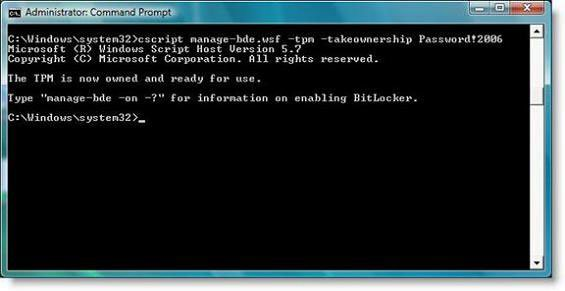 Administrator: Command Prompt
C:\Windows\system32>cscript manage-bde.wsf -tpm -takeownership Password!2006
Microsoft (R) Windows Script Host Version 5.7
Copyright (C) Microsoft Corporation. All rights reserved.
The TPM is now owned and ready for use.
Type "manage-bde -on -?" for information on enabling BitLocker.
C:\Windows\system32>_